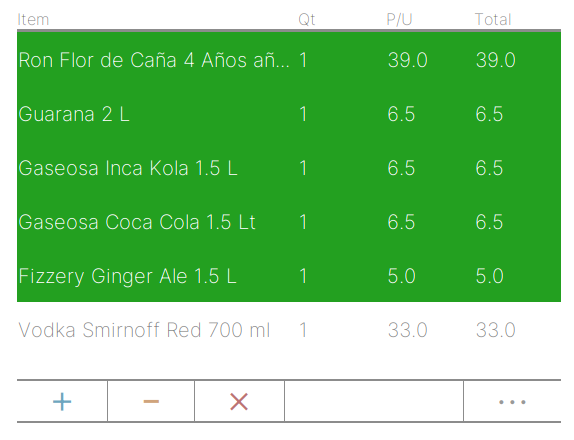 Item Qt P/U Total
Ron Flor de Caña 4 Años añ... 1 39.0 39.0
Guarana 2 L 1 6.5 6.5
Gaseosa Inca Kola 1.5 L 1 6.5 6.5
Gaseosa Coca Cola 1.5 Lt 1 6.5 6.5
Fizzery Ginger Ale 1.5 L 1 5.0 5.0
Vodka Smirnoff Red 700 ml 1 33.0 33.0